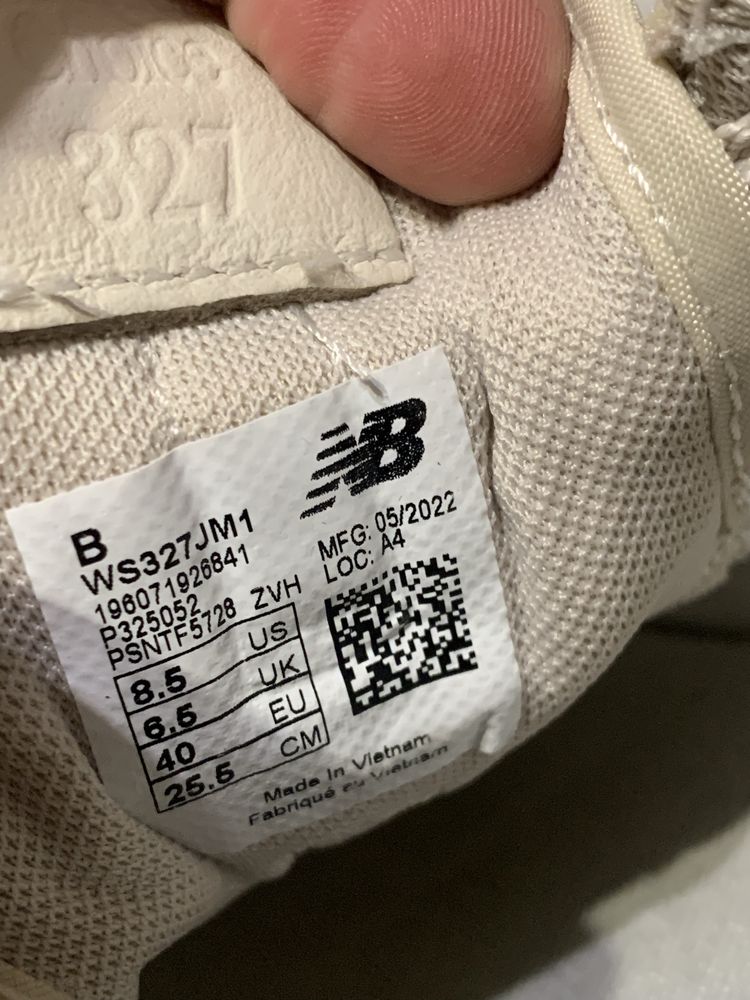 327
NB
B
WS327JM1
196071926841
P325052
PSNTF5728 ZVH
MFG: 05/2022
LOC: A4
8.5 US
6.5 UK
40 EU
25.5 CM
Made In Vietnam
Fabriqué au Vietnam